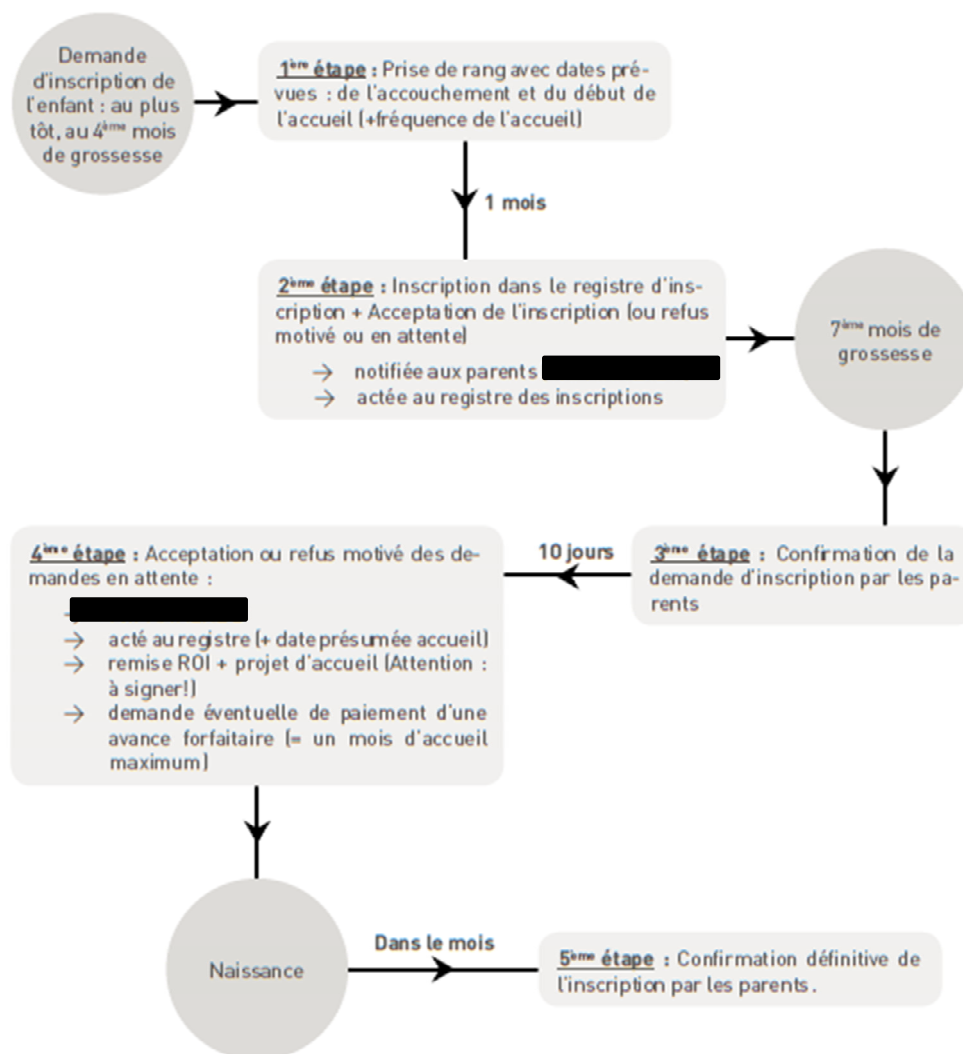 Demande
d'inscription de
l'enfant : au plus
tôt, au 4ème mois
de grossesse
1ère étape : Prise de rang avec dates pré-
vues : de l'accouchement et du début de
l'accueil (+fréquence de l'accueil)
1 mois
2ème étape : Inscription dans le registre d'ins-
cription + Acceptation de l'inscription (ou refus
motivé ou en attente)
→ notifiée aux parents
→ actée au registre des inscriptions
7ème mois de
grossesse
3ème étape : Confirmation de la
demande d'inscription par les pa-
rents
10 jours
4ème étape : Acceptation ou refus motivé des de-
mandes en attente :
→ acté au registre (+ date présumée accueil)
→ remise ROI + projet d'accueil (Attention :
à signer!)
→ demande éventuelle de paiement d'une
avance forfaitaire (= un mois d'accueil
maximum)
Naissance
Dans le mois
5ème étape : Confirmation définitive de
l'inscription par les parents.